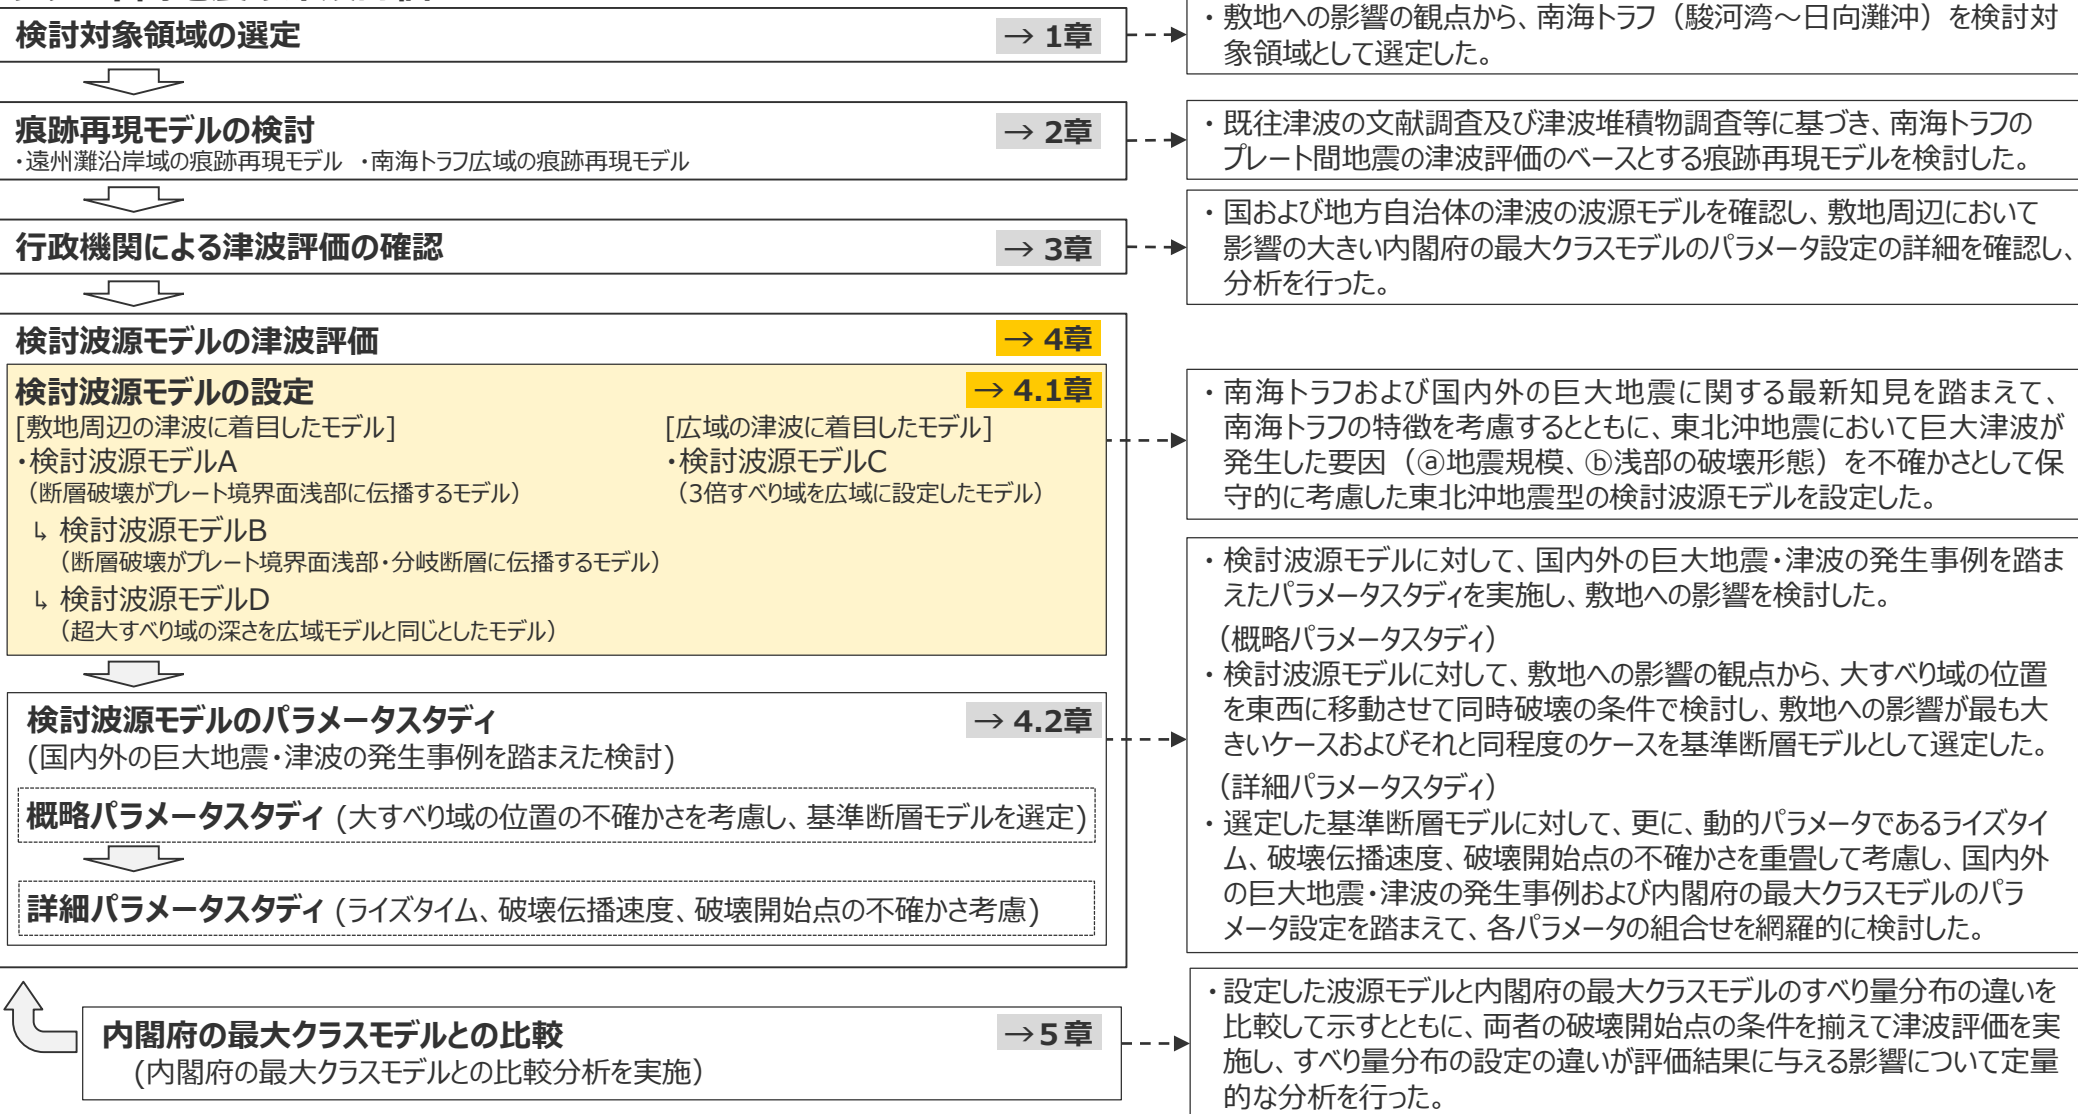 検討対象領域の選定
→ 1章
・敷地への影響の観点から、南海トラフ（駿河湾～日向灘沖）を検討対
象領域として選定した。
痕跡再現モデルの検討
→ 2章
・遠州灘沿岸域の痕跡再現モデル ・南海トラフ広域の痕跡再現モデル
・既往津波の文献調査及び津波堆積物調査等に基づき、南海トラフの
プレート間地震の津波評価のベースとする痕跡再現モデルを検討した。
行政機関による津波評価の確認
→ 3章
・国および地方自治体の津波の波源モデルを確認し、敷地周辺において
影響の大きい内閣府の最大クラスモデルのパラメータ設定の詳細を確認し、
分析を行った。
検討波源モデルの津波評価
→ 4章
検討波源モデルの設定
→ 4.1章
[敷地周辺の津波に着目したモデル]
・検討波源モデルA
（断層破壊がプレート境界面浅部に伝播するモデル）
↳ 検討波源モデルB
（断層破壊がプレート境界面浅部・分岐断層に伝播するモデル）
↳ 検討波源モデルD
（超大すべり域の深さを広域モデルと同じとしたモデル）
[広域の津波に着目したモデル]
・検討波源モデルC
（3倍すべり域を広域に設定したモデル）
・南海トラフおよび国内外の巨大地震に関する最新知見を踏まえて、
南海トラフの特徴を考慮するとともに、東北沖地震において巨大津波が
発生した要因（ⓐ地震規模、ⓑ浅部の破壊形態）を不確かさとして保
守的に考慮した東北沖地震型の検討波源モデルを設定した。
検討波源モデルのパラメータスタディ
→ 4.2章
(国内外の巨大地震・津波の発生事例を踏まえた検討)
概略パラメータスタディ (大すべり域の位置の不確かさを考慮し、基準断層モデルを選定)
詳細パラメータスタディ (ライズタイム、破壊伝播速度、破壊開始点の不確かさ考慮)
・検討波源モデルに対して、国内外の巨大地震・津波の発生事例を踏ま
えたパラメータスタディを実施し、敷地への影響を検討した。
（概略パラメータスタディ）
・検討波源モデルに対して、敷地への影響の観点から、大すべり域の位置
を東西に移動させて同時破壊の条件で検討し、敷地への影響が最も大
きいケースおよびそれと同程度のケースを基準断層モデルとして選定した。
（詳細パラメータスタディ）
・選定した基準断層モデルに対して、更に、動的パラメータであるライズタイ
ム、破壊伝播速度、破壊開始点の不確かさを重畳して考慮し、国内外
の巨大地震・津波の発生事例および内閣府の最大クラスモデルのパラ
メータ設定を踏まえて、各パラメータの組合せを網羅的に検討した。
内閣府の最大クラスモデルとの比較
→５章
(内閣府の最大クラスモデルとの比較分析を実施)
・設定した波源モデルと内閣府の最大クラスモデルのすべり量分布の違いを
比較して示すとともに、両者の破壊開始点の条件を揃えて津波評価を実
施し、すべり量分布の設定の違いが評価結果に与える影響について定量
的な分析を行った。